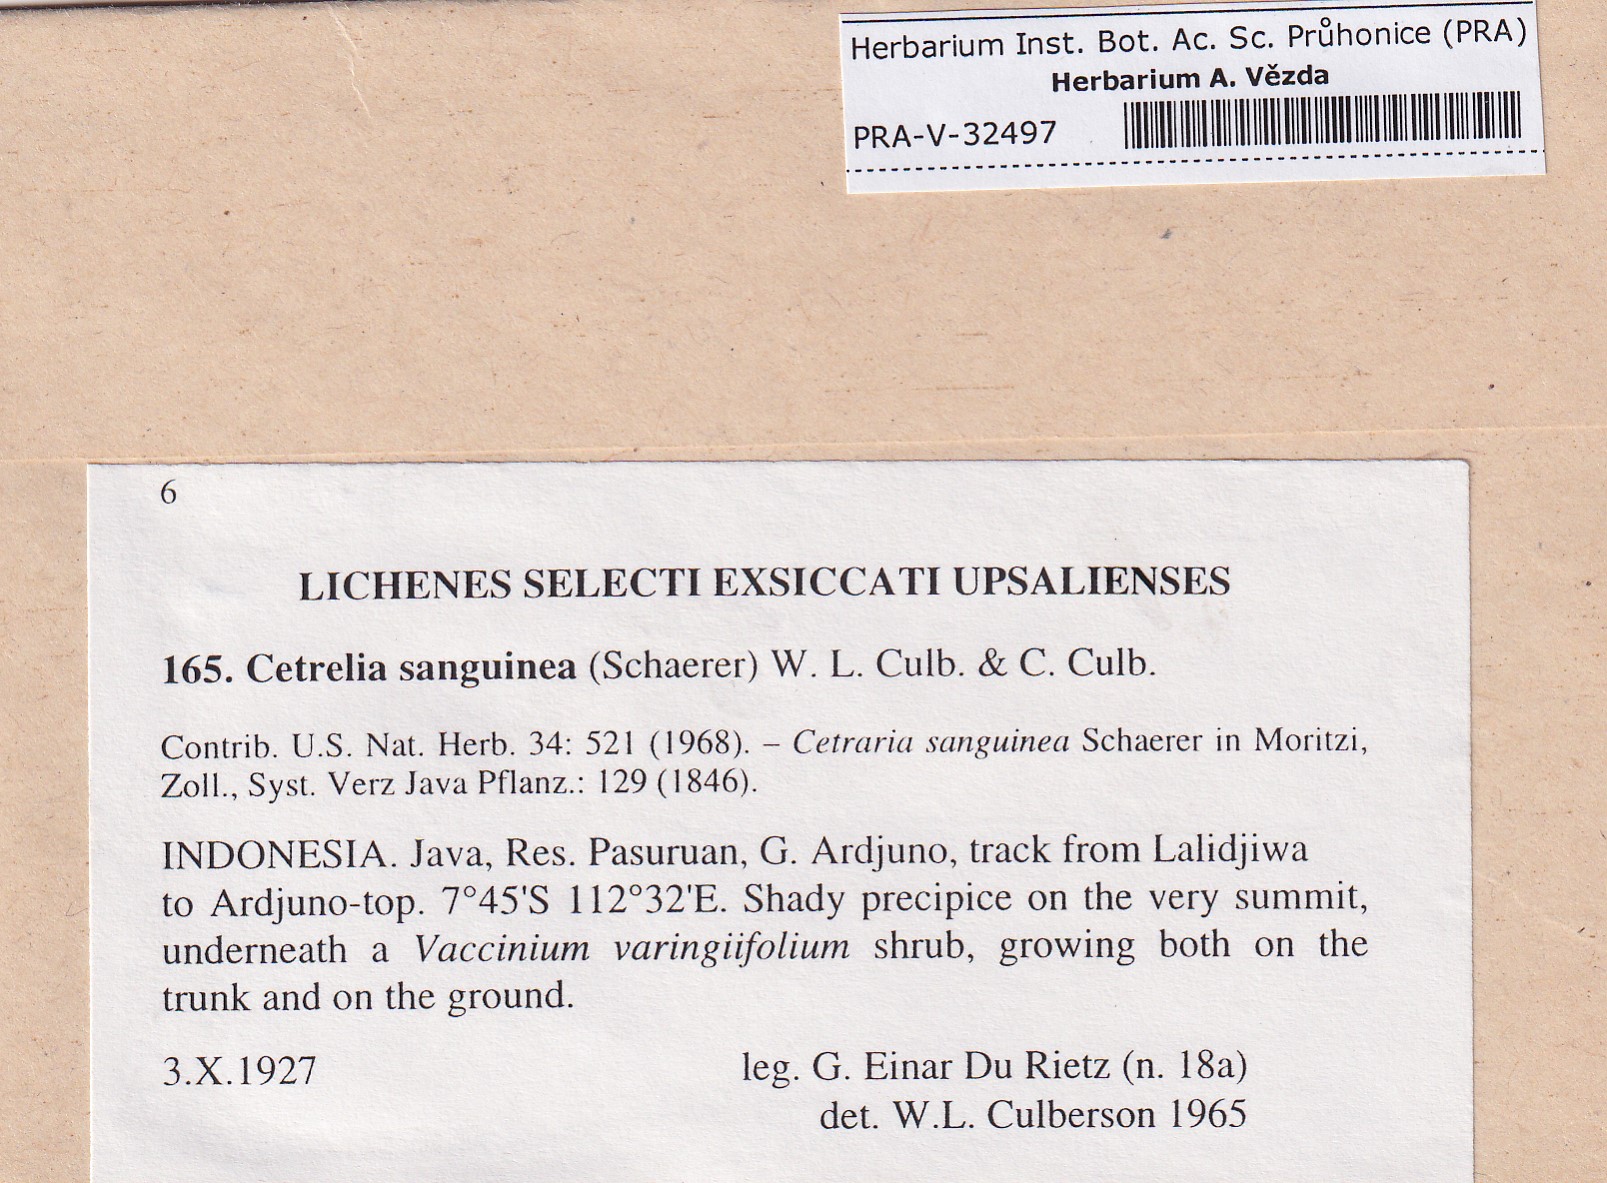 Herbarium Inst. Bot. Ac. Sc. Průhonice (PRA)
Herbarium A. Vězda
PRA-V-32497
6
LICHENES SELECTI EXSICCATI UPSALIENSES
165. Cetrelia sanguinea (Schaerer) W. L. Culb. & C. Culb.
Contrib. U.S. Nat. Herb. 34: 521 (1968). – Cetraria sanguinea Schaerer in Moritzi,
Zoll., Syst. Verz Java Pflanz.: 129 (1846).
INDONESIA. Java, Res. Pasuruan, G. Ardjuno, track from Lalidjiwa
to Ardjuno-top. 7°45'S 112°32'E. Shady precipice on the very summit,
underneath a Vaccinium varingiifolium shrub, growing both on the
trunk and on the ground.
3.X.1927 leg. G. Einar Du Rietz (n. 18a)
det. W.L. Culberson 1965